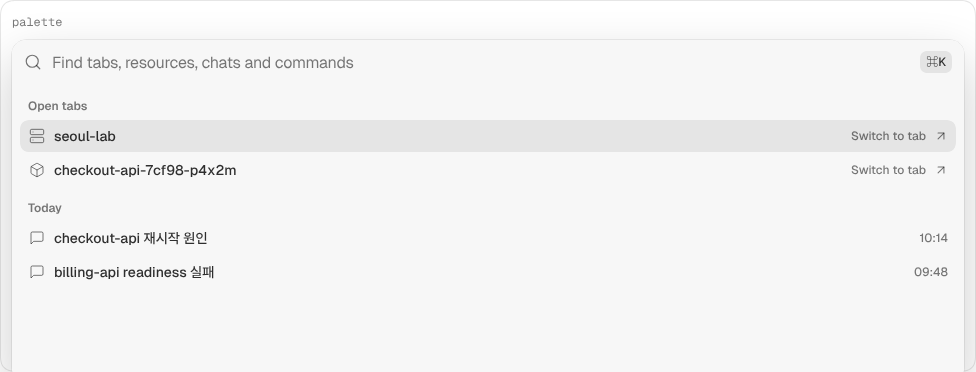 palette
Find tabs, resources, chats and commands ⌘K
Open tabs
seoul-lab Switch to tab
checkout-api-7cf98-p4x2m Switch to tab
Today
checkout-api 재시작 원인 10:14
billing-api readiness 실패 09:48